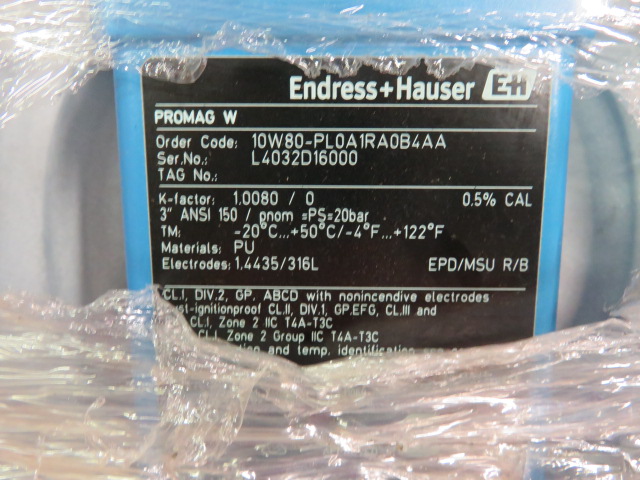 Endress+Hauser EH
PROMAG W
Order Code: 10W80-PL0A1RA0B4AA
Ser.No.: L4032D16000
TAG No.:
K-factor: 1.0080 / 0 0.5% CAL
3" ANSI 150 / pnom =PS=20bar
TM: -20°C...+50°C/-4°F...+122°F
Materials: PU
Electrodes: 1.4435/316L EPD/MSU R/B
CL.I, DIV.2, GP, ABCD with nonincendive electrodes
st-ignitionproof CL.II, DIV.1, GP.EFG, CL.III and
CL.I, Zone 2 IIC T4A-T3C
CL.I, Zone 2 Group IIC T4A-T3C
and temp. identification